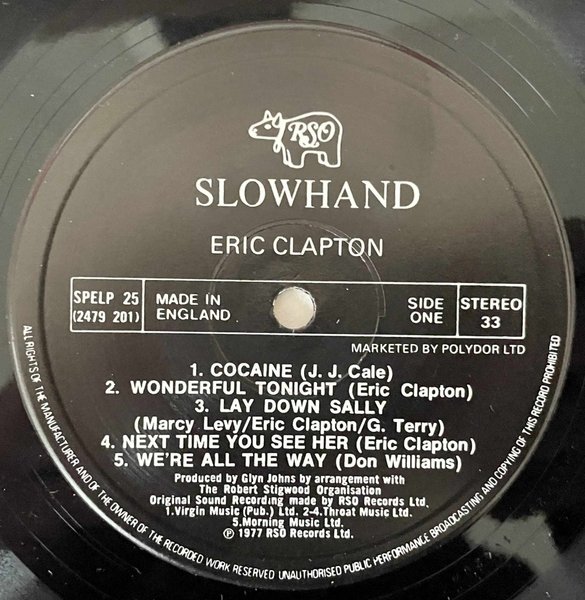 RSO
SLOWHAND
ERIC CLAPTON
SPELP 25
(2479 201)
MADE IN
ENGLAND
SIDE
ONE
STEREO
33
MARKETED BY POLYDOR LTD
1. COCAINE (J. J. Cale)
2. WONDERFUL TONIGHT (Eric Clapton)
3. LAY DOWN SALLY
(Marcy Levy/Eric Clapton/G. Terry)
4. NEXT TIME YOU SEE HER (Eric Clapton)
5. WE'RE ALL THE WAY (Don Williams)
Produced by Glyn Johns by arrangement with
The Robert Stigwood Organisation
Original Sound Recording made by RSO Records Ltd.
1.Virgin Music (Pub.) Ltd. 2-4.Throat Music Ltd.
5.Morning Music Ltd.
Ⓟ 1977 RSO Records Ltd.
ALL RIGHTS OF THE MANUFACTURER AND OF THE OWNER OF THE RECORDED WORK RESERVED UNAUTHORISED PUBLIC PERFORMANCE BROADCASTING AND COPYING OF THIS RECORD PROHIBITED